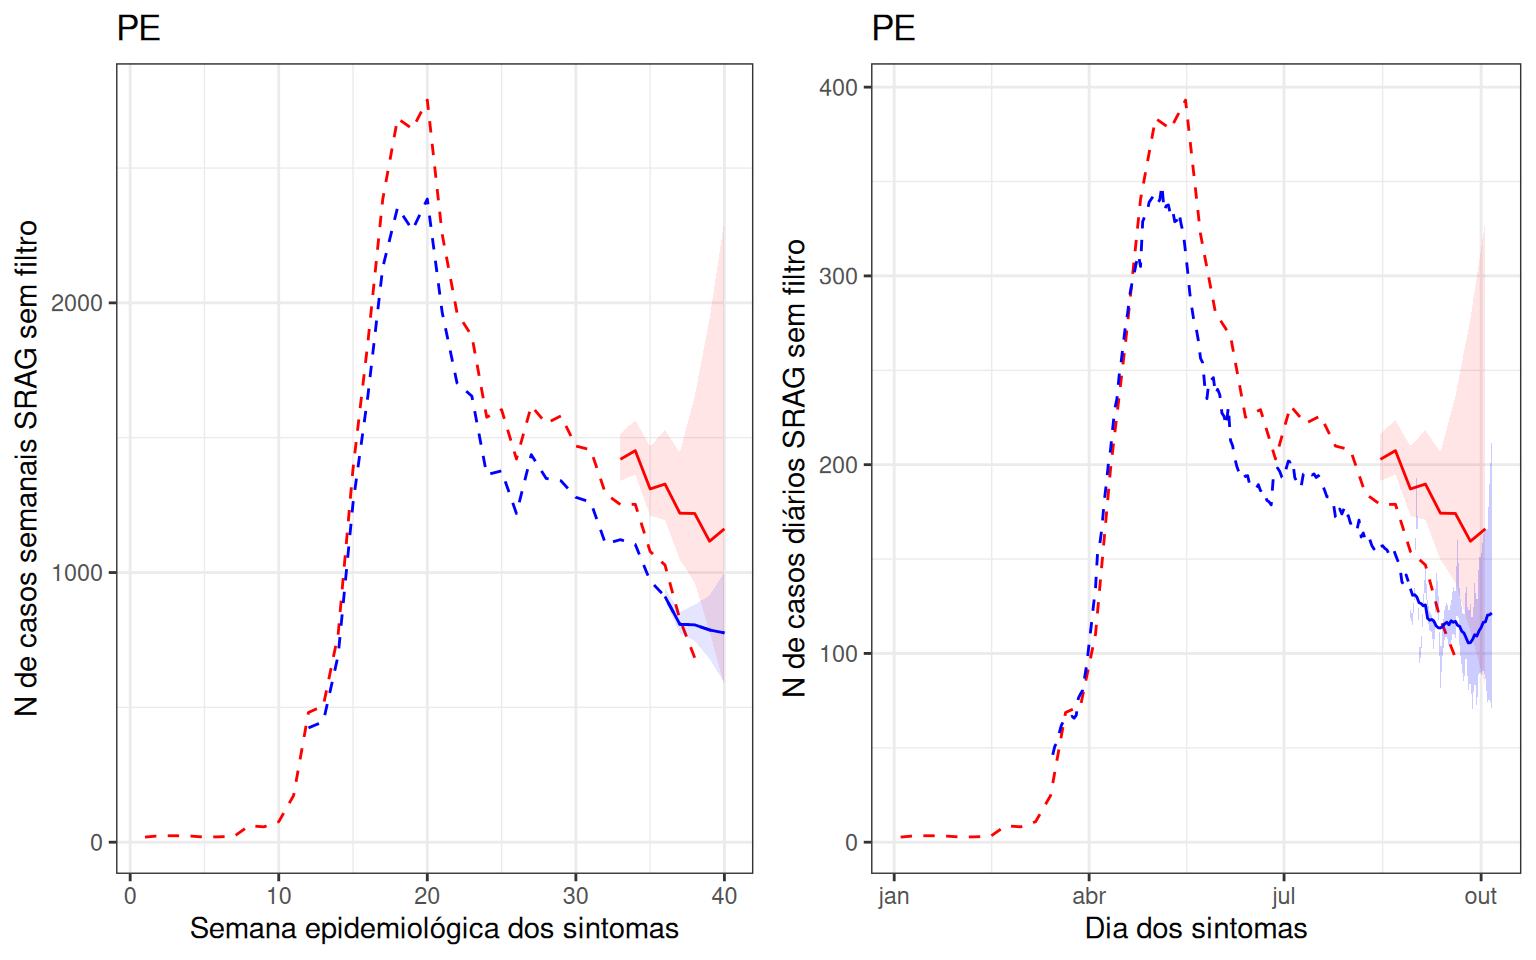 PE
N de casos semanais SRAG sem filtro
2000
1000
0
0 10 20 30 40
Semana epidemiológica dos sintomas
PE
N de casos diários SRAG sem filtro
400
300
200
100
0
jan abr jul out
Dia dos sintomas